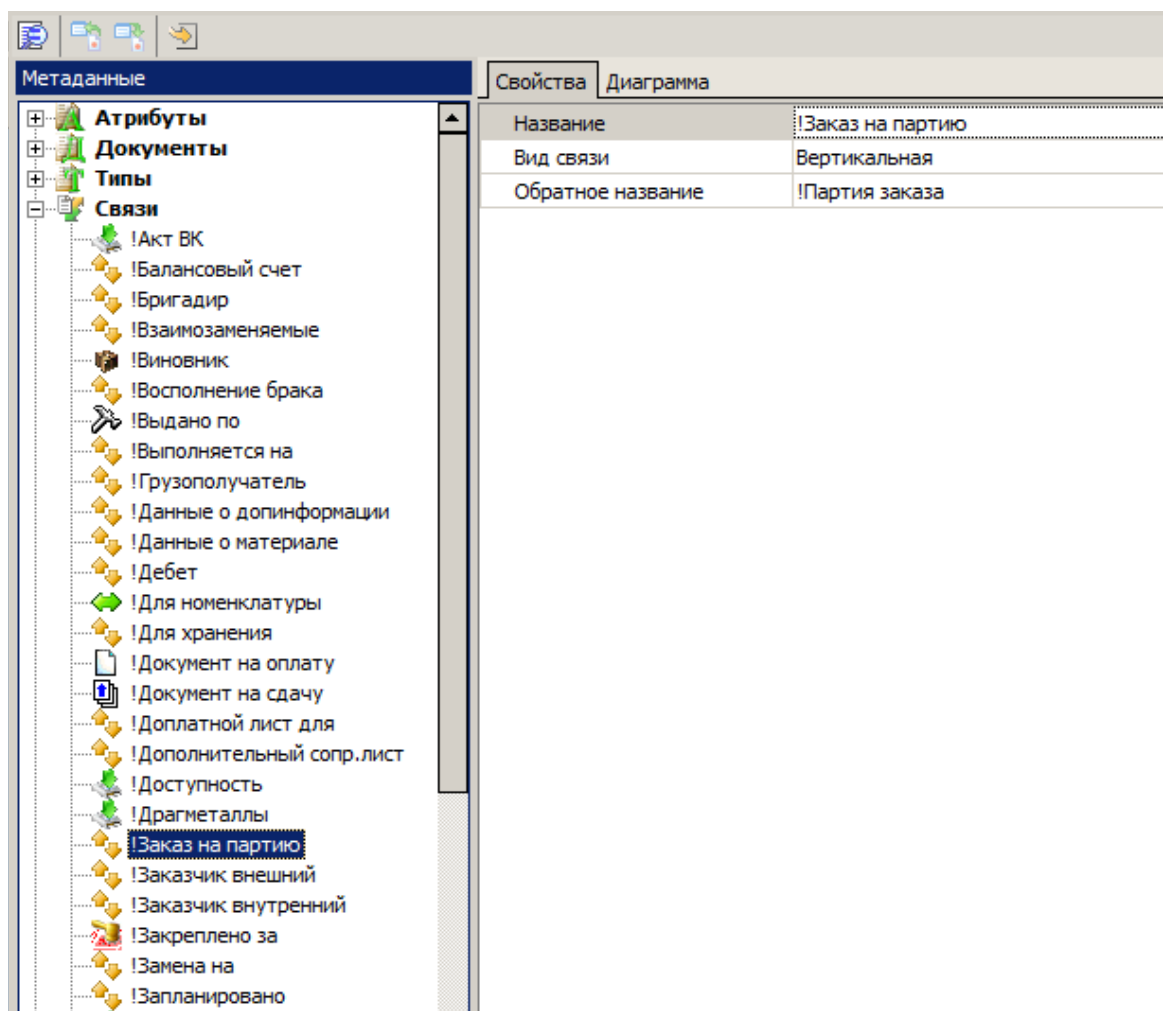 Метаданные
Атрибуты
Документы
Типы
Связи
!Акт ВК
!Балансовый счет
!Бригадир
!Взаимозаменяемые
!Виновник
!Восполнение брака
!Выдано по
!Выполняется на
!Грузополучатель
!Данные о допинформации
!Данные о материале
!Дебет
!Для номенклатуры
!Для хранения
!Документ на оплату
!Документ на сдачу
!Доплатной лист для
!Дополнительный сопр.лист
!Доступность
!Драгметаллы
!Заказ на партию
!Заказчик внешний
!Заказчик внутренний
!Закреплено за
!Замена на
!Запланировано
Свойства Диаграмма
Название !Заказ на партию
Вид связи Вертикальная
Обратное название !Партия заказа